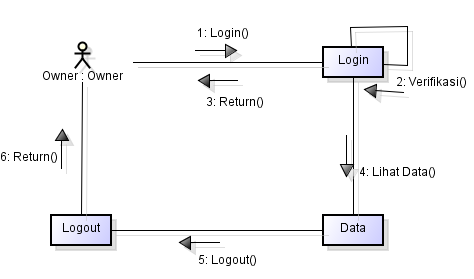 1: Login()
Owner : Owner
Login
2: Verifikasi()
3: Return()
6: Return()
4: Lihat Data()
Logout
Data
5: Logout()